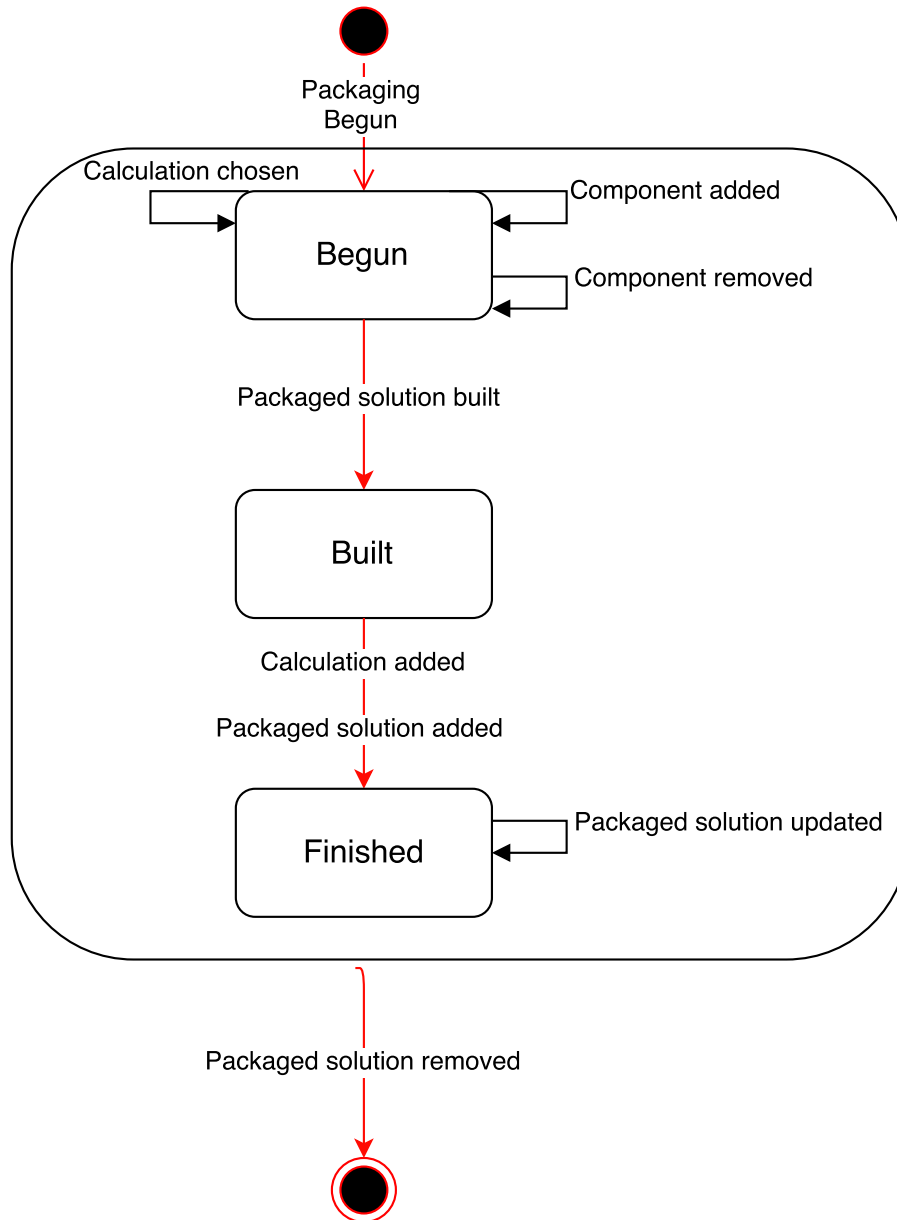 Packaging
Begun
Calculation chosen
Component added
Begun
Component removed
Packaged solution built
Built
Calculation added
Packaged solution added
Packaged solution updated
Finished
Packaged solution removed